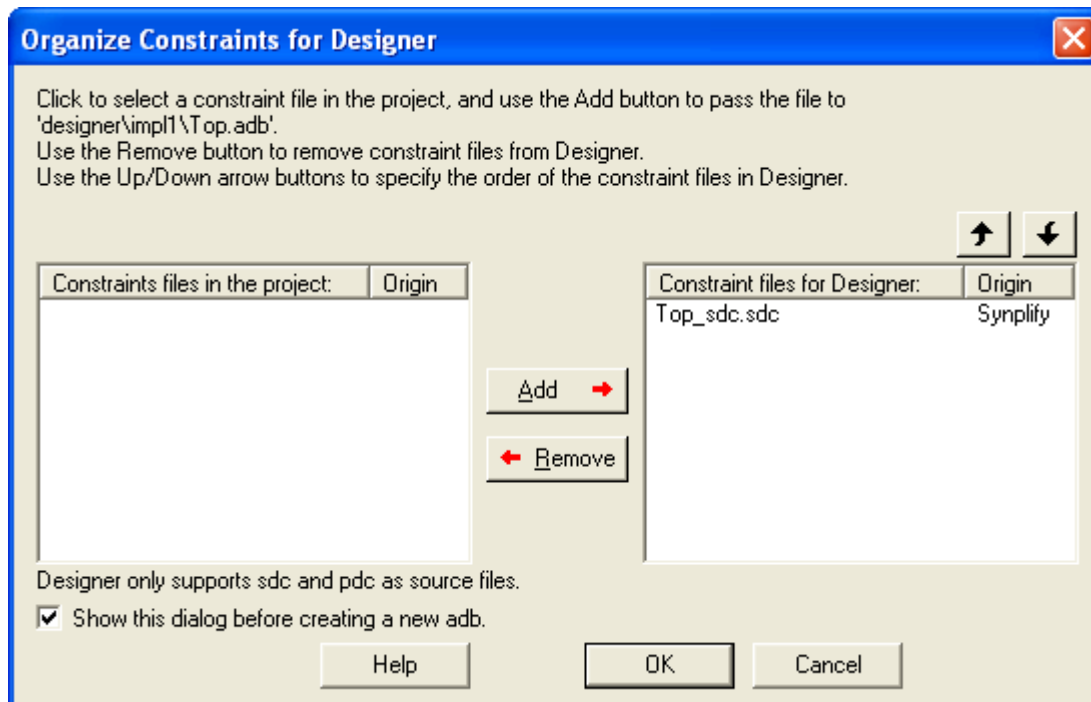 Organize Constraints for Designer
Click to select a constraint file in the project, and use the Add button to pass the file to
'designer\impl1\Top.adb'.
Use the Remove button to remove constraint files from Designer.
Use the Up/Down arrow buttons to specify the order of the constraint files in Designer.
Constraints files in the project: Origin
Constraint files for Designer: Origin
Top_sdc.sdc Synplify
Add
Remove
Designer only supports sdc and pdc as source files.
Show this dialog before creating a new adb.
Help OK Cancel